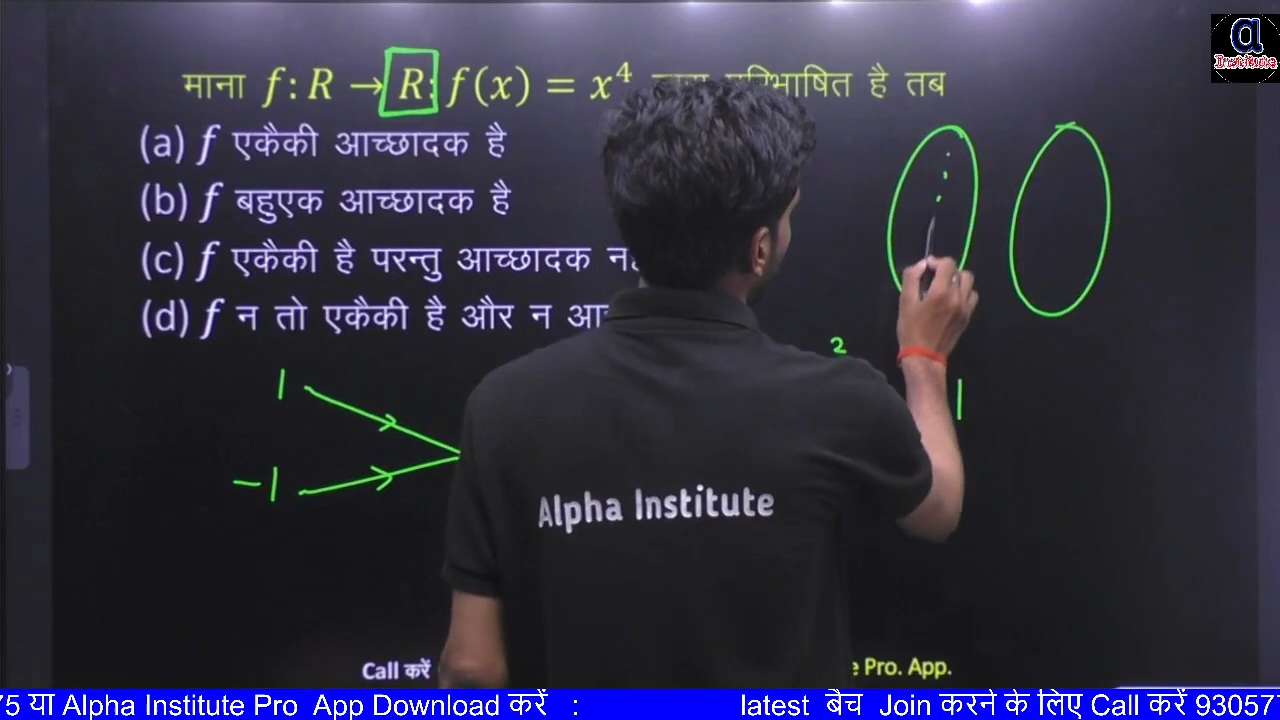 α
Institute
माना f: R → R: f(x) = x⁴ द्वारा परिभाषित है तब
(a) f एकैकी आच्छादक है
(b) f बहुएक आच्छादक है
(c) f एकैकी है परन्तु आच्छादक
(d) f न तो एकैकी है और न
2
1
1
-1
Alpha Institute
Call करें
Pro. App.
75 या Alpha Institute Pro App Download करें : latest बैच Join करने के लिए Call करें 93057